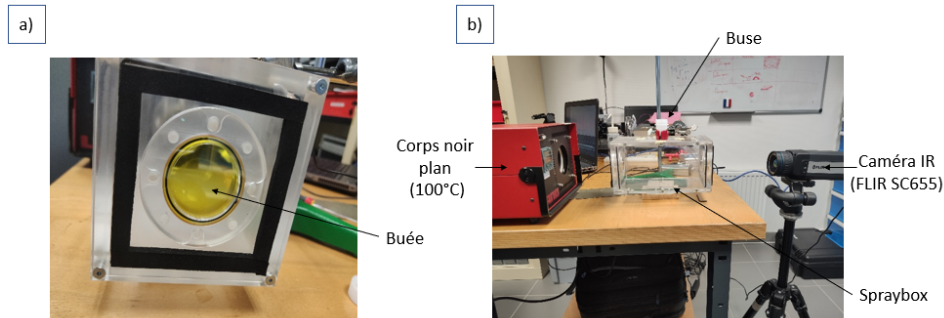 a)
b)
Buse
Corps noir
plan
(100°C)
Buée
Caméra IR
(FLIR SC655)
Spraybox